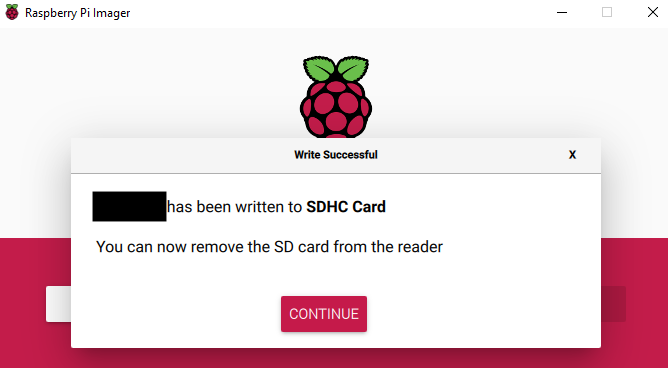 Raspberry Pi Imager
Write Successful
X
has been written to SDHC Card
You can now remove the SD card from the reader
CONTINUE